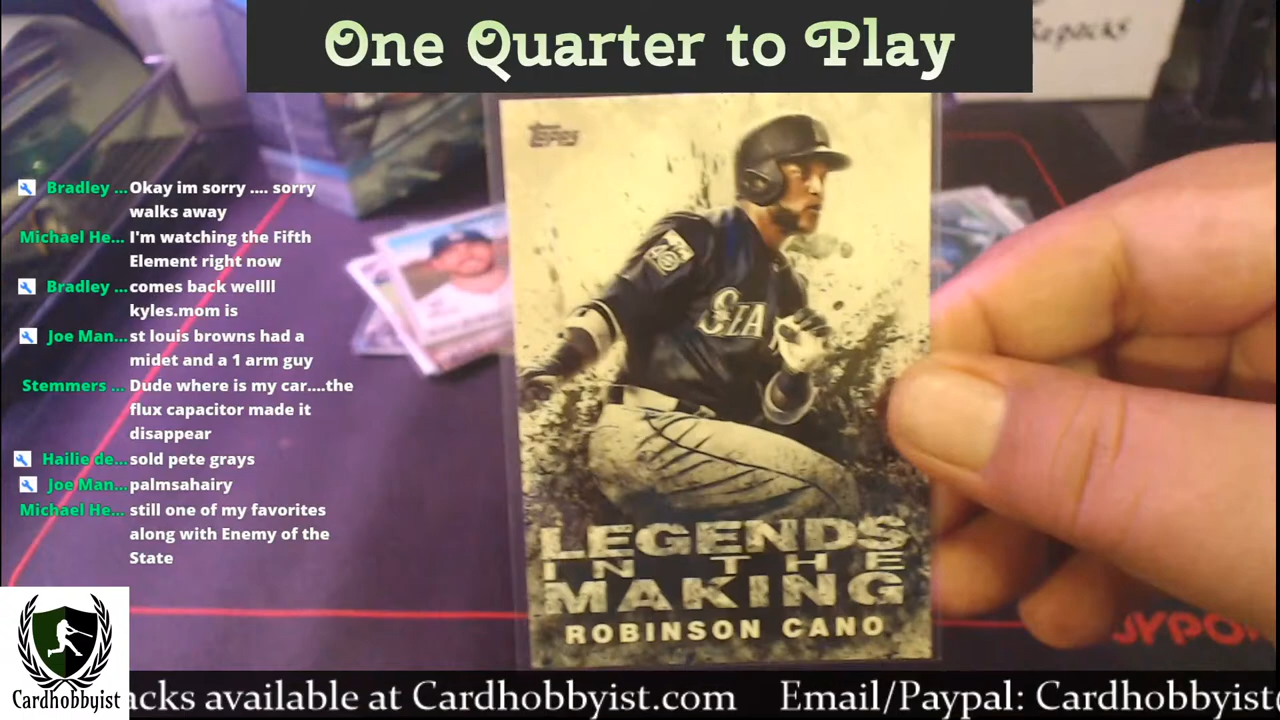 One Quarter to Play
epacks
TOPPS
SEA
Bradley ... Okay im sorry .... sorry
walks away
Michael He... I'm watching the Fifth
Element right now
Bradley ... comes back wellll
kyles.mom is
Joe Man... st louis browns had a
midet and a 1 arm guy
Stemmers ... Dude where is my car....the
flux capacitor made it
disappear
Hailie de... sold pete grays
Joe Man... palmsahairy
Michael He... still one of my favorites
along with Enemy of the
State
LEGENDS
IN THE
MAKING
ROBINSON CANO
Cardhobbyist
acks available at Cardhobbyist.com Email/Paypal: Cardhobbyist